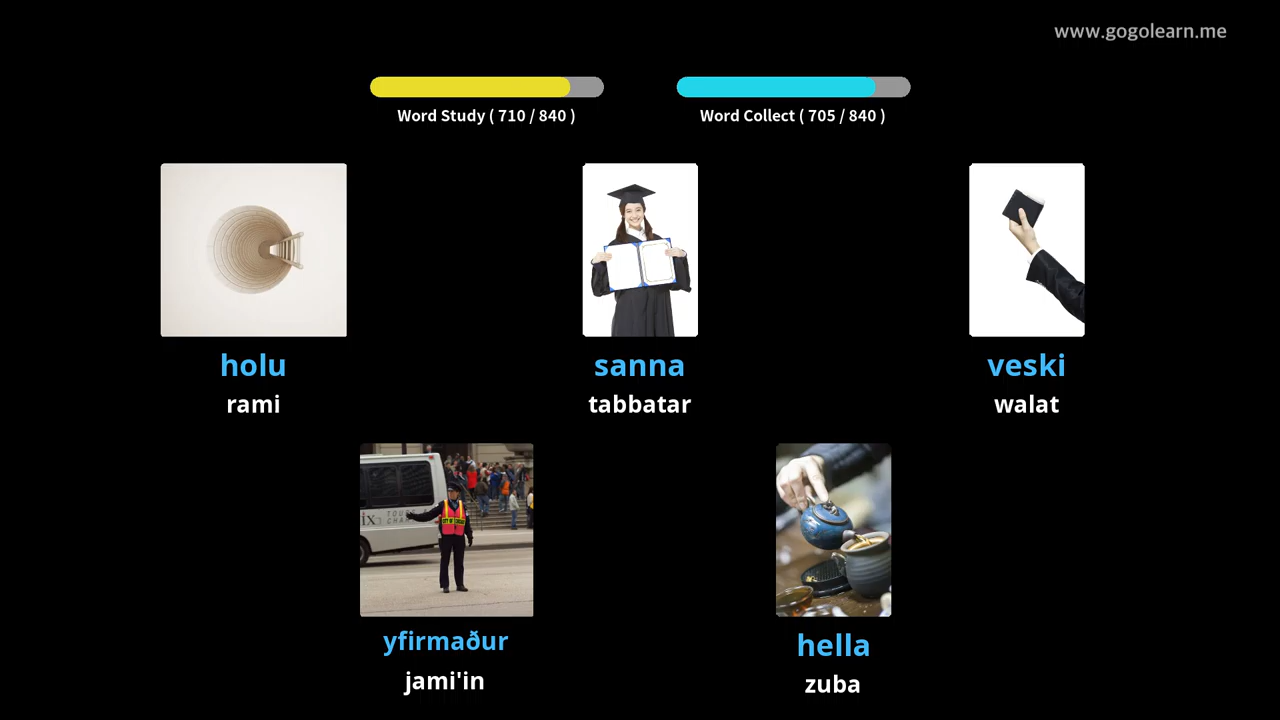 www.gogolearn.me
Word Study ( 710 / 840 )
Word Collect ( 705 / 840 )
holu
rami
sanna
tabbatar
veski
walat
yfirmaður
jami'in
hella
zuba